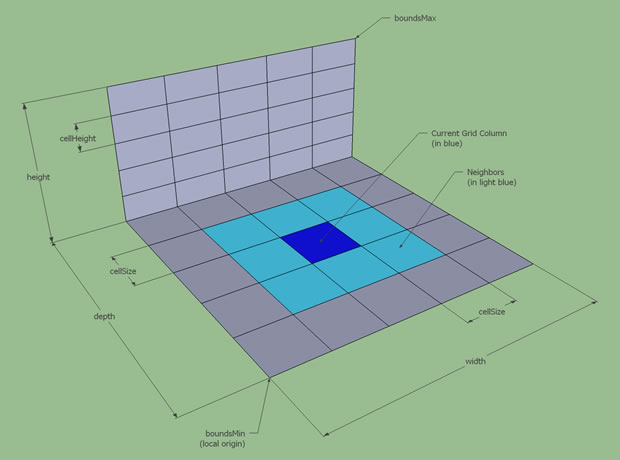 boundsMax
cellHeight
Current Grid Column
(in blue)
height
Neighbors
(in light blue)
cellSize
cellSize
depth
width
boundsMin
(local origin)